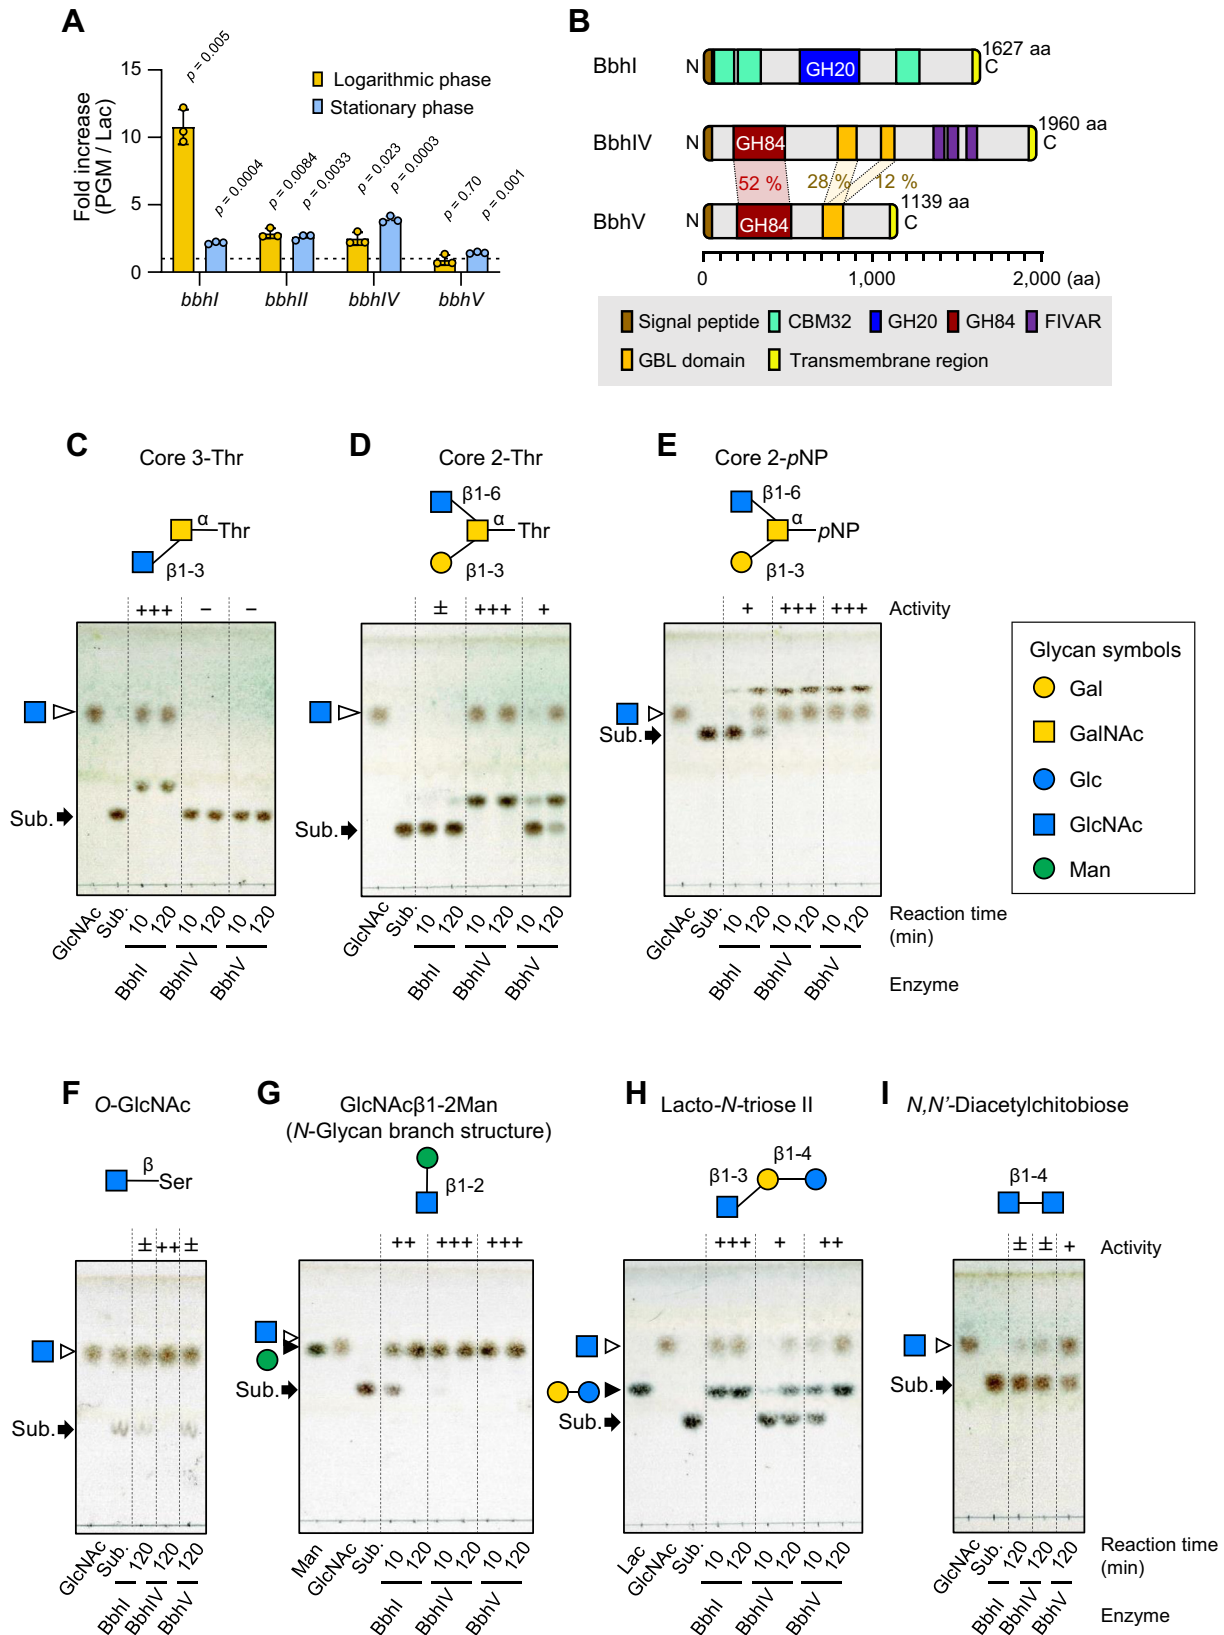 A
Fold increase
(PGM / Lac)
15
10
5
0
p = 0.005
p = 0.0004
p = 0.0084
p = 0.0033
p = 0.023
p = 0.0003
p = 0.70
p = 0.001
Logarithmic phase
Stationary phase
bbhI
bbhII
bbhIV
bbhV
B
BbhI
N
GH20
1627 aa
C
BbhIV
N
GH84
1960 aa
C
52 %
28 %
12 %
BbhV
N
GH84
1139 aa
C
0
1,000
2,000 (aa)
Signal peptide
CBM32
GH20
GH84
FIVAR
GBL domain
Transmembrane region
C
Core 3-Thr
α
Thr
β1-3
+++
−
−
Sub.
GlcNAc
Sub.
10
120
10
120
10
120
BbhI
BbhIV
BbhV
D
Core 2-Thr
β1-6
α
Thr
β1-3
±
+++
+
Sub.
GlcNAc
Sub.
10
120
10
120
10
120
BbhI
BbhIV
BbhV
E
Core 2-pNP
β1-6
α
pNP
β1-3
+
+++
+++
Activity
Sub.
GlcNAc
Sub.
10
120
10
120
10
120
Reaction time
(min)
BbhI
BbhIV
BbhV
Enzyme
Glycan symbols
Gal
GalNAc
Glc
GlcNAc
Man
F
O-GlcNAc
β
Ser
±
++
±
Sub.
GlcNAc
Sub.
120
120
120
BbhI
BbhIV
BbhV
G
GlcNAcβ1-2Man
(N-Glycan branch structure)
β1-2
++
+++
+++
Sub.
Man
GlcNAc
Sub.
10
120
10
120
10
120
BbhI
BbhIV
BbhV
H
Lacto-N-triose II
β1-4
β1-3
+++
+
++
Sub.
Lac
GlcNAc
Sub.
10
120
10
120
10
120
BbhI
BbhIV
BbhV
I
N,N'-Diacetylchitobiose
β1-4
±
±
+
Activity
Sub.
GlcNAc
Sub.
120
120
120
Reaction time
(min)
BbhI
BbhIV
BbhV
Enzyme